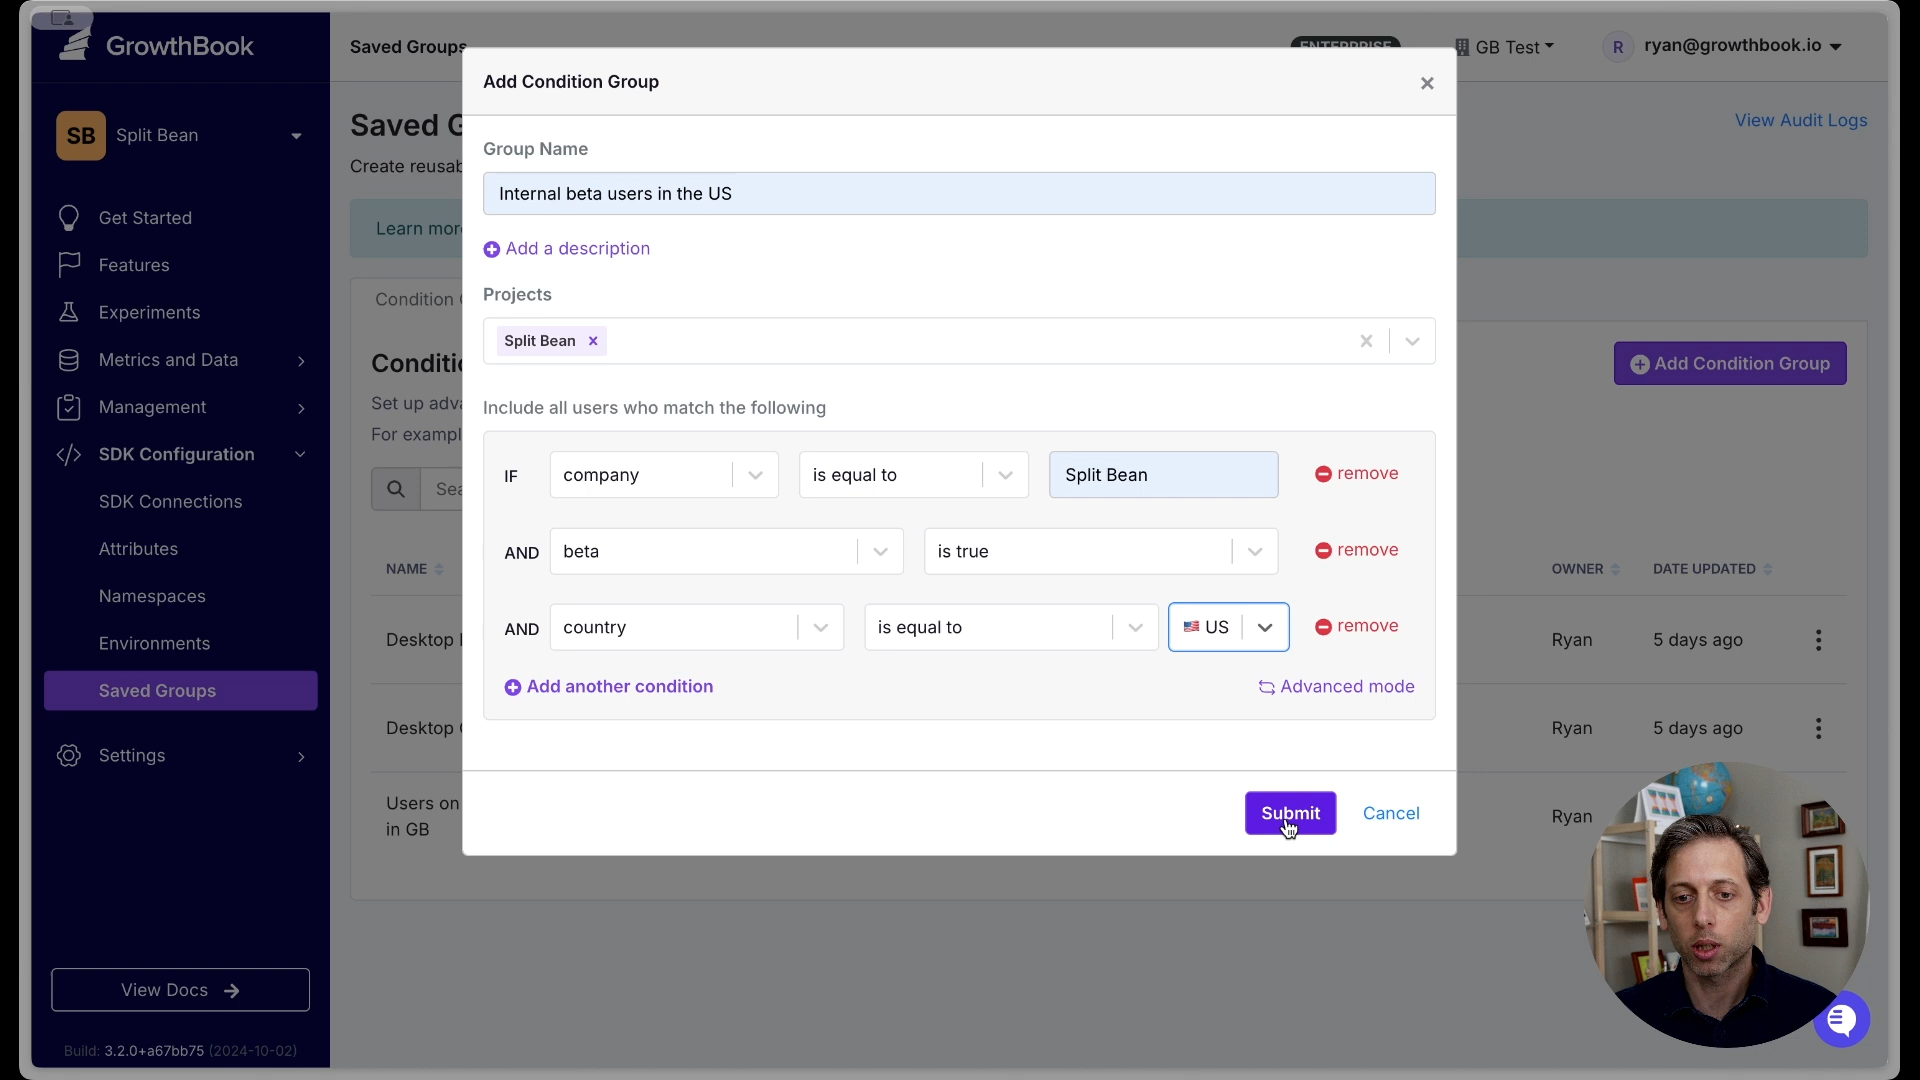 GrowthBook
Saved Groups
ENTERPRISE
GB Test
R
ryan@growthbook.io
SB
Split Bean
Get Started
Features
Experiments
Metrics and Data
Management
SDK Configuration
SDK Connections
Attributes
Namespaces
Environments
Saved Groups
Settings
View Docs
Build: 3.2.0+a67bb75 (2024-10-02)
Saved G
View Audit Logs
Create reusab
Learn more
Condition
Conditio
Add Condition Group
Set up adva
For exampl
Sea
NAME
OWNER
DATE UPDATED
Desktop
Ryan
5 days ago
Desktop
Ryan
5 days ago
Users on
in GB
Ryan
Add Condition Group
Group Name
Internal beta users in the US
Add a description
Projects
Split Bean
Include all users who match the following
IF company is equal to Split Bean remove
AND beta is true remove
AND country is equal to US remove
Add another condition
Advanced mode
Submit
Cancel